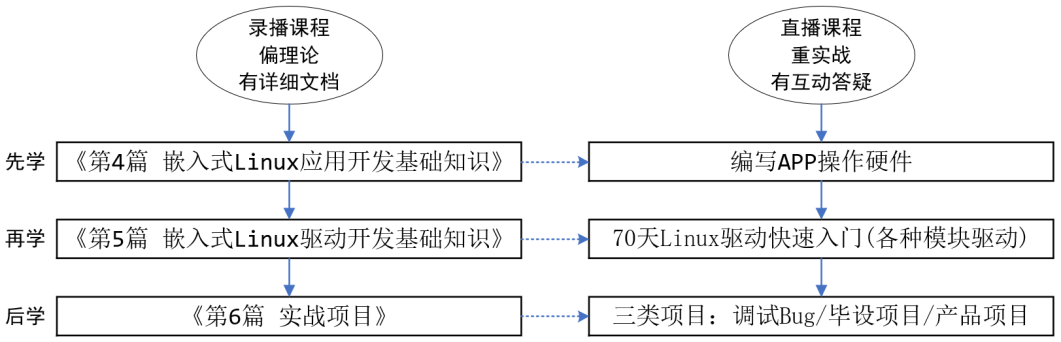 录播课程
偏理论
有详细文档
直播课程
重实战
有互动答疑
先学
《第4篇 嵌入式Linux应用开发基础知识》
编写APP操作硬件
再学
《第5篇 嵌入式Linux驱动开发基础知识》
70天Linux驱动快速入门(各种模块驱动)
后学
《第6篇 实战项目》
三类项目：调试Bug/毕设项目/产品项目